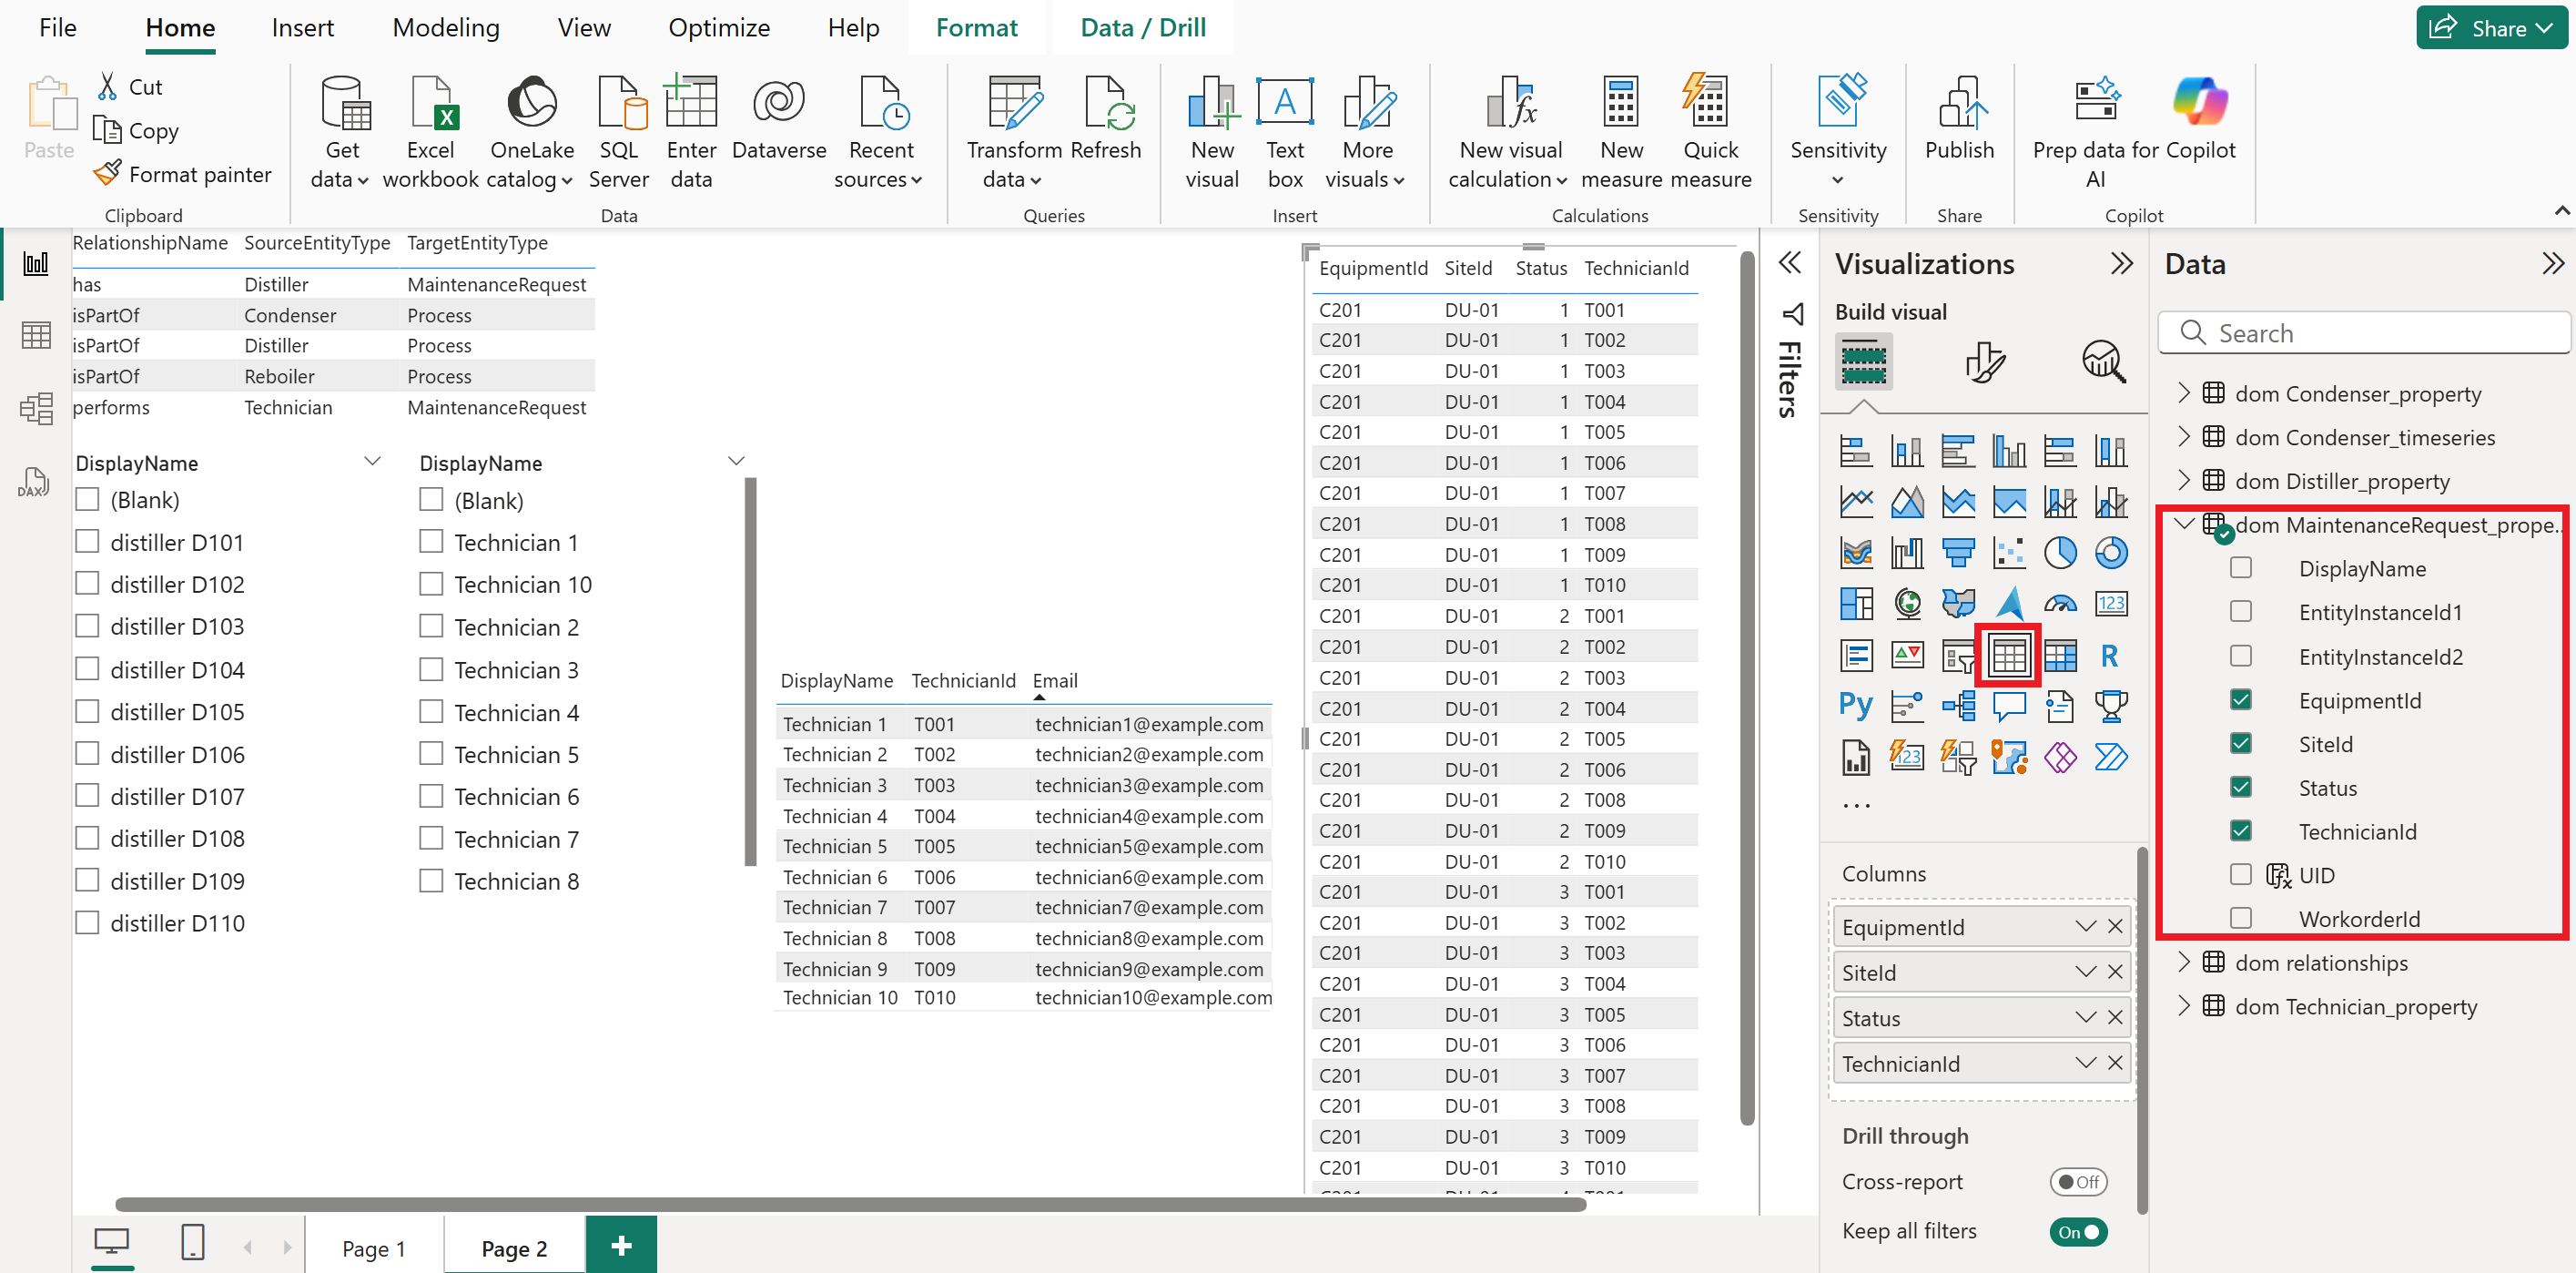 File Home Insert Modeling View Optimize Help Format Data / Drill Share
Paste
Cut
Copy
Format painter
Clipboard
Get data
Excel workbook
OneLake catalog
SQL Server
Enter data
Dataverse
Recent sources
Data
Transform data
Refresh
Queries
New visual
Text box
More visuals
Insert
New visual calculation
New measure
Quick measure
Calculations
Sensitivity
Sensitivity
Publish
Share
Prep data for AI
Copilot
Copilot
RelationshipName SourceEntityType TargetEntityType
has Distiller MaintenanceRequest
isPartOf Condenser Process
isPartOf Distiller Process
isPartOf Reboiler Process
performs Technician MaintenanceRequest
DisplayName
(Blank)
distiller D101
distiller D102
distiller D103
distiller D104
distiller D105
distiller D106
distiller D107
distiller D108
distiller D109
distiller D110
DisplayName
(Blank)
Technician 1
Technician 10
Technician 2
Technician 3
Technician 4
Technician 5
Technician 6
Technician 7
Technician 8
DisplayName TechnicianId Email
Technician 1 T001 technician1@example.com
Technician 2 T002 technician2@example.com
Technician 3 T003 technician3@example.com
Technician 4 T004 technician4@example.com
Technician 5 T005 technician5@example.com
Technician 6 T006 technician6@example.com
Technician 7 T007 technician7@example.com
Technician 8 T008 technician8@example.com
Technician 9 T009 technician9@example.com
Technician 10 T010 technician10@example.com
EquipmentId SiteId Status TechnicianId
C201 DU-01 1 T001
C201 DU-01 1 T002
C201 DU-01 1 T003
C201 DU-01 1 T004
C201 DU-01 1 T005
C201 DU-01 1 T006
C201 DU-01 1 T007
C201 DU-01 1 T008
C201 DU-01 1 T009
C201 DU-01 1 T010
C201 DU-01 2 T001
C201 DU-01 2 T002
C201 DU-01 2 T003
C201 DU-01 2 T004
C201 DU-01 2 T005
C201 DU-01 2 T006
C201 DU-01 2 T008
C201 DU-01 2 T009
C201 DU-01 2 T010
C201 DU-01 3 T001
C201 DU-01 3 T002
C201 DU-01 3 T003
C201 DU-01 3 T004
C201 DU-01 3 T005
C201 DU-01 3 T006
C201 DU-01 3 T007
C201 DU-01 3 T008
C201 DU-01 3 T009
C201 DU-01 3 T010
Filters
Visualizations
Build visual
123
R
Py
123
...
Columns
EquipmentId
SiteId
Status
TechnicianId
Drill through
Cross-report Off
Keep all filters On
Data
Search
dom Condenser_property
dom Condenser_timeseries
dom Distiller_property
dom MaintenanceRequest_prope...
DisplayName
EntityInstanceId1
EntityInstanceId2
EquipmentId
SiteId
Status
TechnicianId
UID
WorkorderId
dom relationships
dom Technician_property
DAX
Page 1
Page 2
+